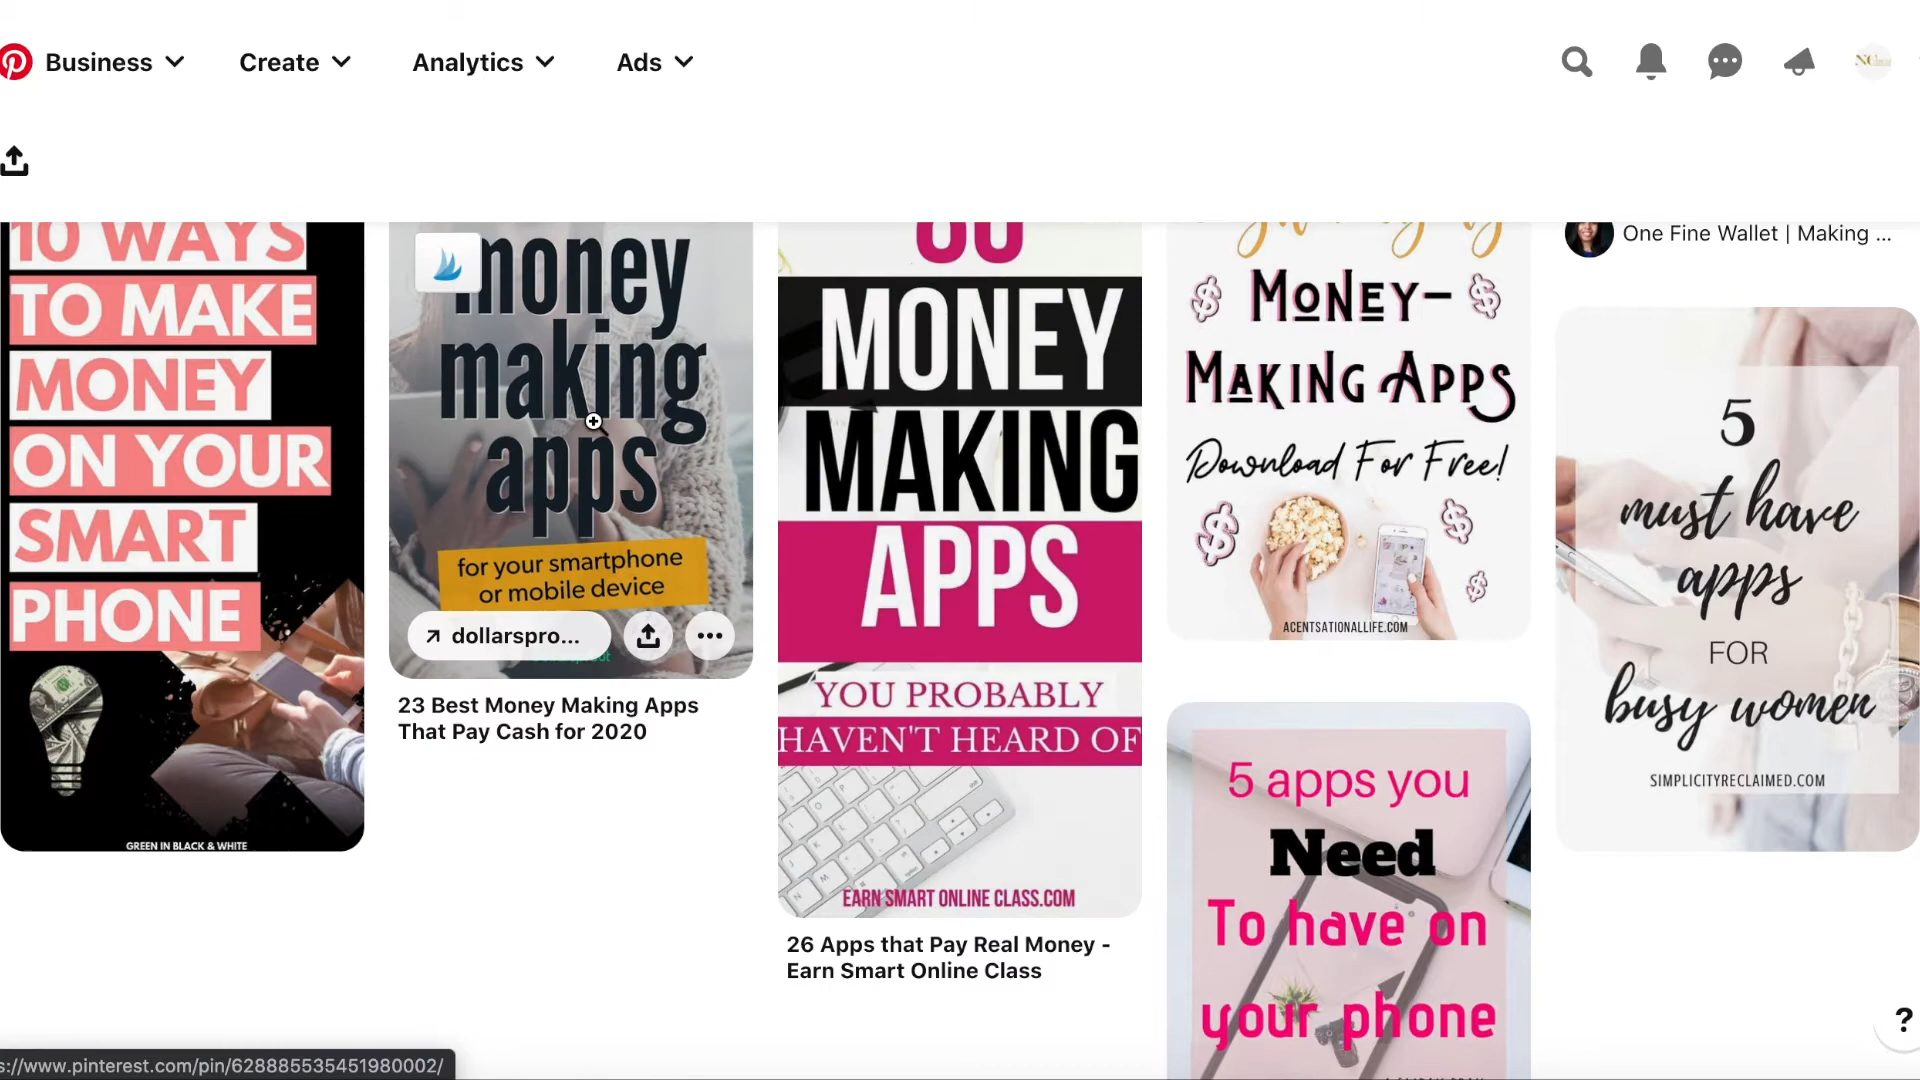 Business
Create
Analytics
Ads
NC
10 WAYS
TO MAKE
MONEY
ON YOUR
SMART
PHONE
GREEN IN BLACK & WHITE
money
making
apps
for your smartphone
or mobile device
dollarspro...
23 Best Money Making Apps
That Pay Cash for 2020
MONEY
MAKING
APPS
YOU PROBABLY
HAVEN'T HEARD OF
EARN SMART ONLINE CLASS.COM
26 Apps that Pay Real Money -
Earn Smart Online Class
MONEY-
MAKING APPS
Download For Free!
ACENTSATIONALLIFE.COM
5 apps you
Need
To have on
your phone
One Fine Wallet | Making ...
5
must have
apps
FOR
busy women
SIMPLICITYRECLAIMED.COM
?
s://www.pinterest.com/pin/628885535451980002/